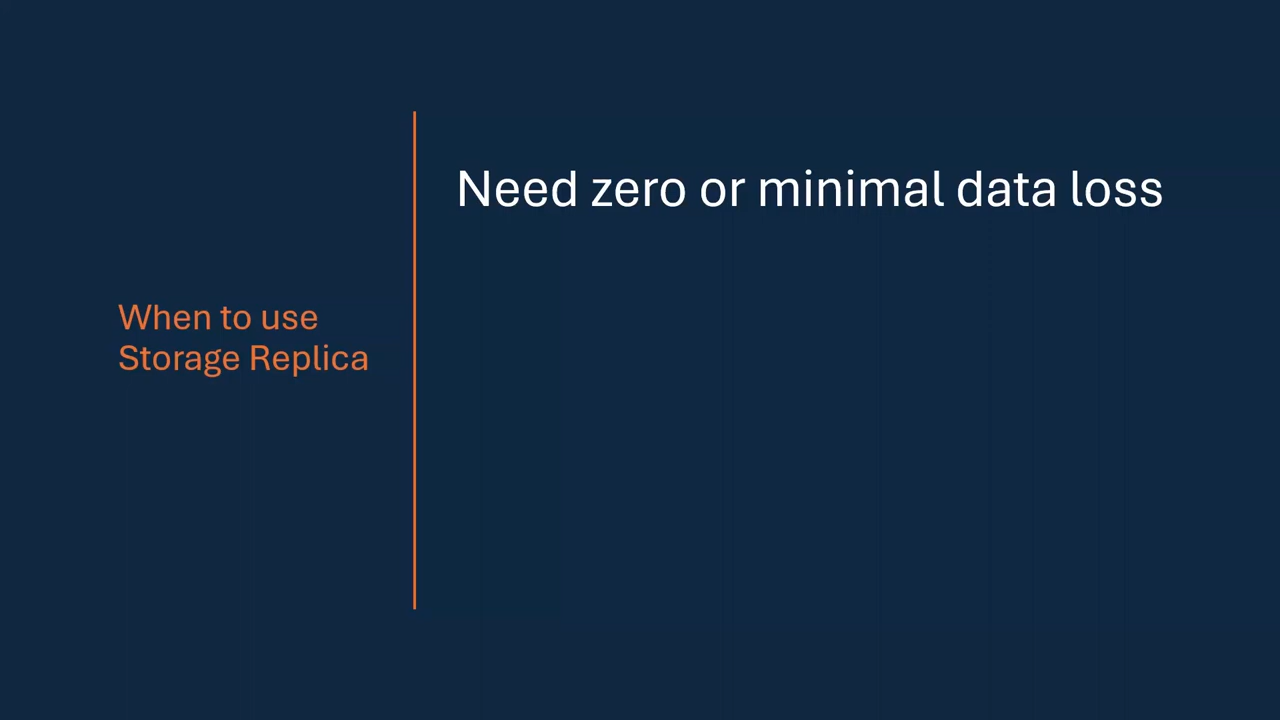 When to use
Storage Replica
Need zero or minimal data loss